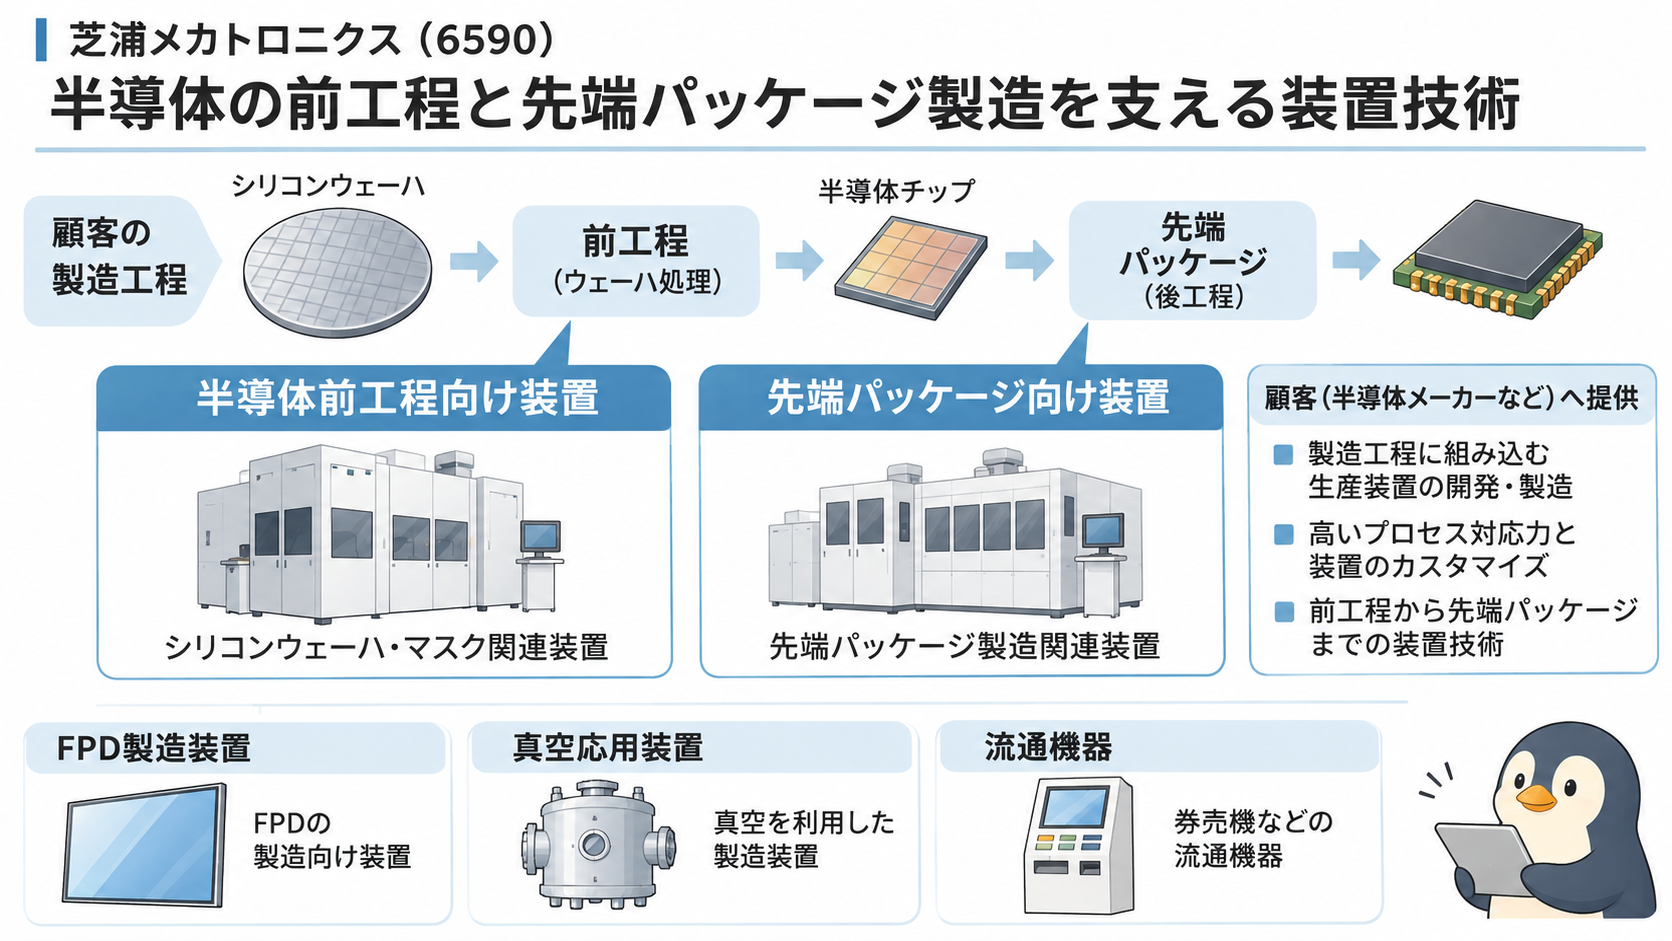 芝浦メカトロニクス（6590）
半導体の前工程と先端パッケージ製造を支える装置技術
顧客の
製造工程
シリコンウェーハ
前工程
（ウェーハ処理）
半導体チップ
先端
パッケージ
（後工程）
半導体前工程向け装置
シリコンウェーハ・マスク関連装置
先端パッケージ向け装置
先端パッケージ製造関連装置
顧客（半導体メーカーなど）へ提供
製造工程に組み込む
生産装置の開発・製造
高いプロセス対応力と
装置のカスタマイズ
前工程から先端パッケージ
までの装置技術
FPD製造装置
FPDの
製造向け装置
真空応用装置
真空を利用した
製造装置
流通機器
券売機などの
流通機器